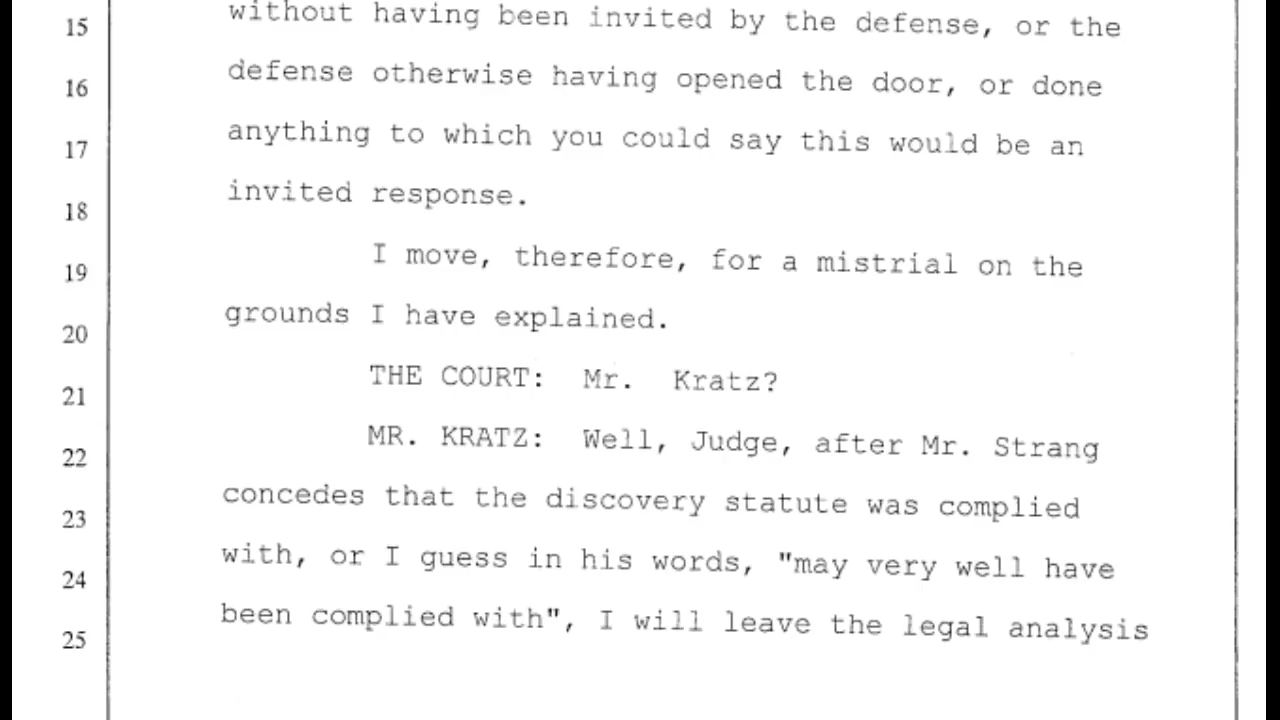 15 without having been invited by the defense, or the
16 defense otherwise having opened the door, or done
17 anything to which you could say this would be an
18 invited response.
19 I move, therefore, for a mistrial on the
20 grounds I have explained.
21 THE COURT: Mr. Kratz?
22 MR. KRATZ: Well, Judge, after Mr. Strang
23 concedes that the discovery statute was complied
24 with, or I guess in his words, "may very well have
25 been complied with", I will leave the legal analysis